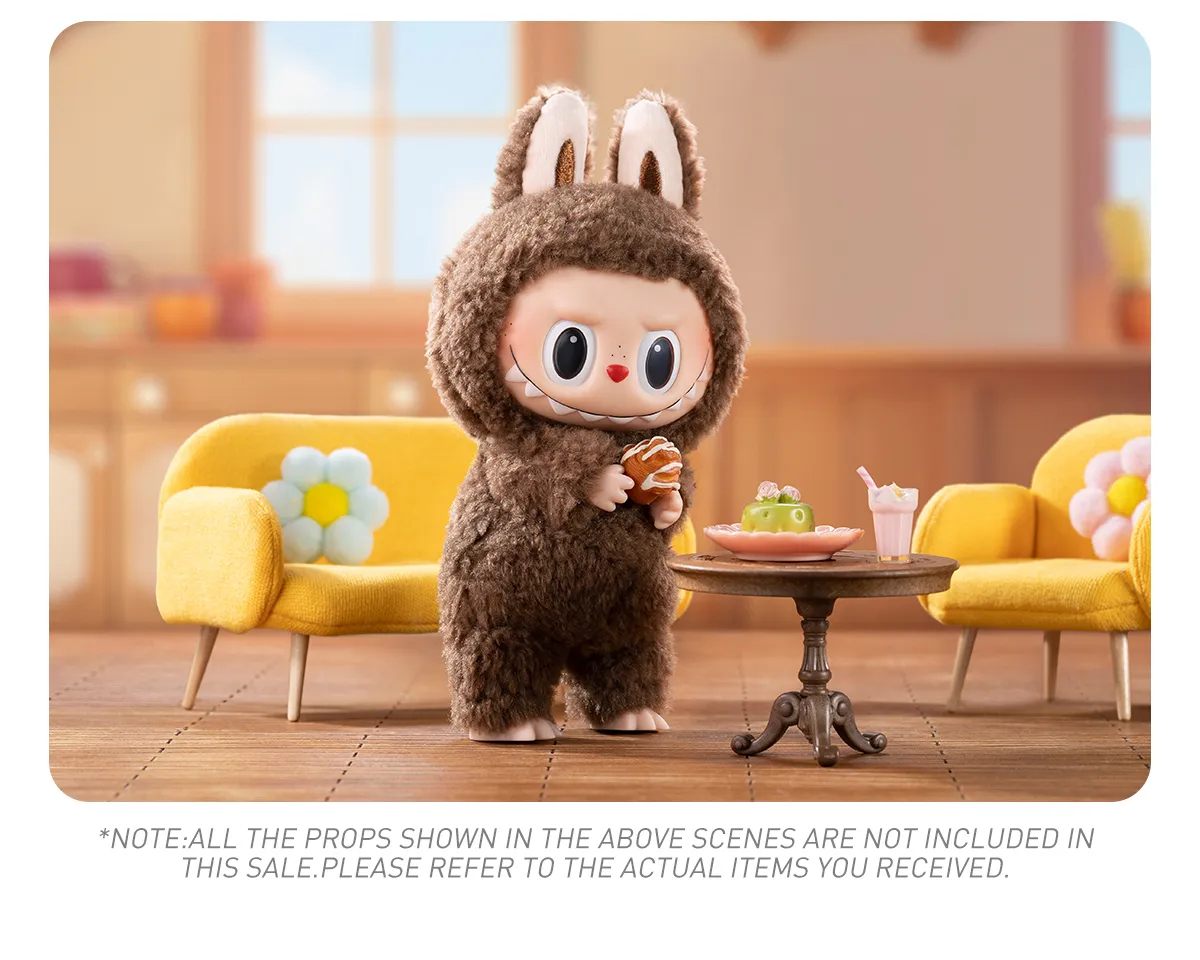 *NOTE:ALL THE PROPS SHOWN IN THE ABOVE SCENES ARE NOT INCLUDED IN
THIS SALE.PLEASE REFER TO THE ACTUAL ITEMS YOU RECEIVED.